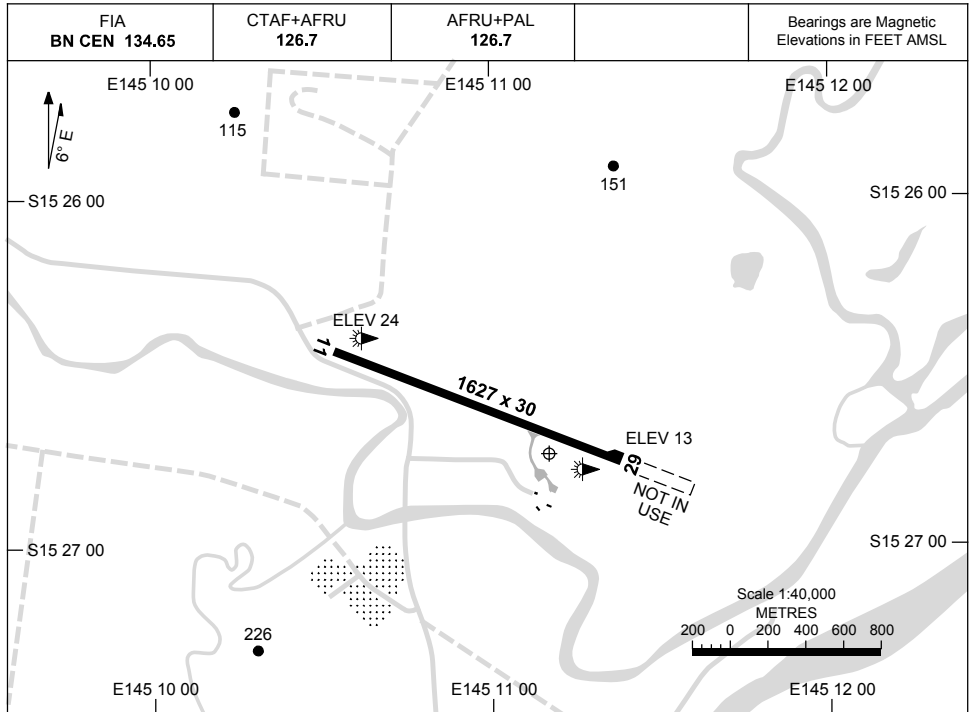 FIA
BN CEN 134.65
CTAF+AFRU
126.7
AFRU+PAL
126.7
Bearings are Magnetic
Elevations in FEET AMSL
E145 10 00
E145 11 00
E145 12 00
6° E
115
151
S15 26 00
S15 26 00
ELEV 24
11
1627 x 30
ELEV 13
29
NOT IN
USE
S15 27 00
S15 27 00
Scale 1:40,000
METRES
200 0 200 400 600 800
226
E145 10 00
E145 11 00
E145 12 00